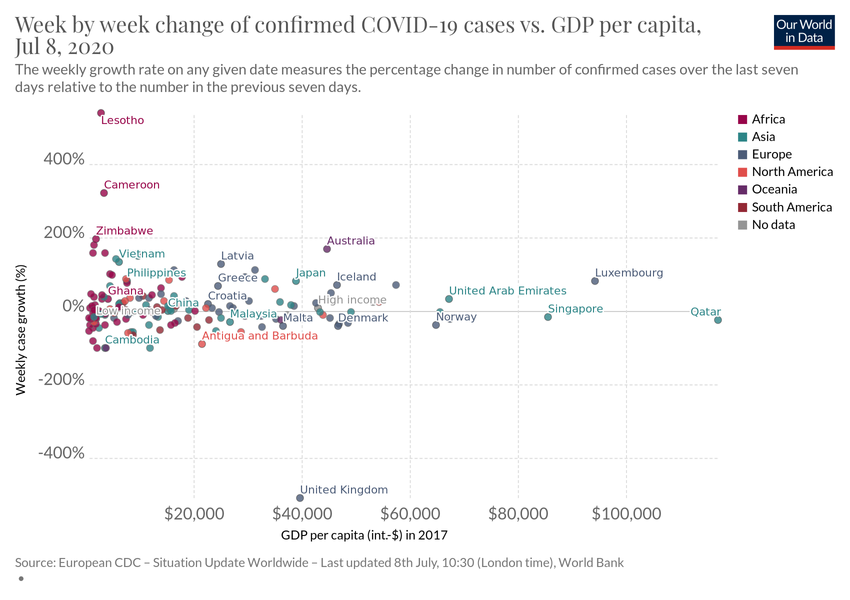 Week by week change of confirmed COVID-19 cases vs. GDP per capita,
Jul 8, 2020
Our World
in Data
The weekly growth rate on any given date measures the percentage change in number of confirmed cases over the last seven
days relative to the number in the previous seven days.
Africa
Asia
Europe
North America
Oceania
South America
No data
Weekly case growth (%)
400%
200%
0%
-200%
-400%
Lesotho
Cameroon
Zimbabwe
Australia
Vietnam
Latvia
Philippines
Greece
Japan
Iceland
Luxembourg
Ghana
Croatia
United Arab Emirates
China
High income
Low income
Malaysia
Malta
Denmark
Norway
Singapore
Qatar
Cambodia
Antigua and Barbuda
United Kingdom
$20,000
$40,000
$60,000
$80,000
$100,000
GDP per capita (int.-$) in 2017
Source: European CDC – Situation Update Worldwide – Last updated 8th July, 10:30 (London time), World Bank